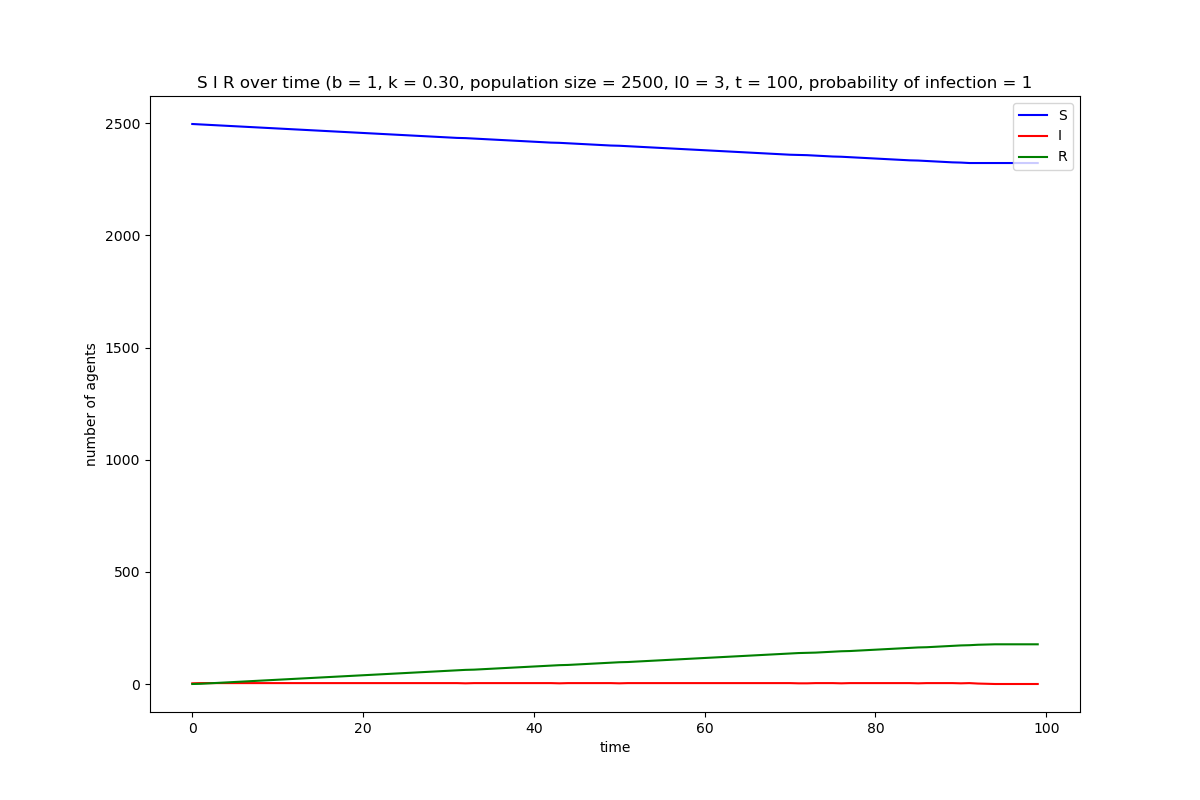 S I R over time (b = 1, k = 0.30, population size = 2500, I0 = 3, t = 100, probability of infection = 1
2500
2000
1500
1000
500
0
number of agents
S
I
R
0 20 40 60 80 100
time